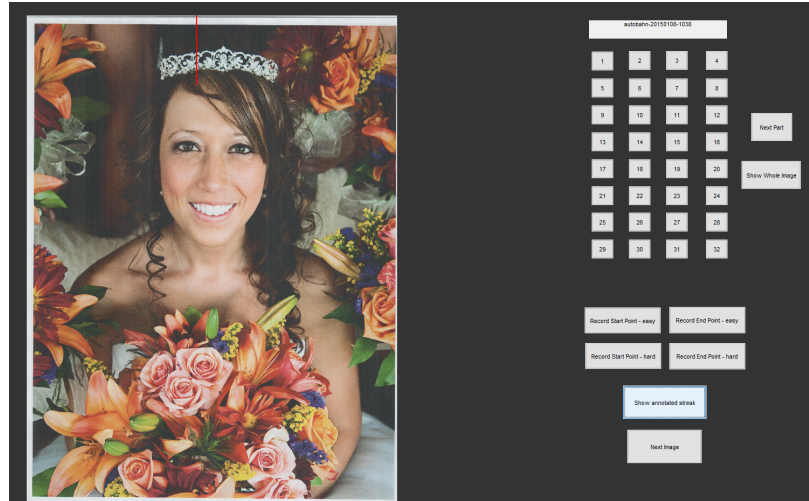 autobahn-20150108-1038
1 2 3 4
5 6 7 8
9 10 11 12
13 14 15 16
17 18 19 20
21 22 23 24
25 26 27 28
29 30 31 32
Next Part
Show Whole Image
Record Start Point - easy
Record End Point - easy
Record Start Point - hard
Record End Point - hard
Show annotated streak
Next Image